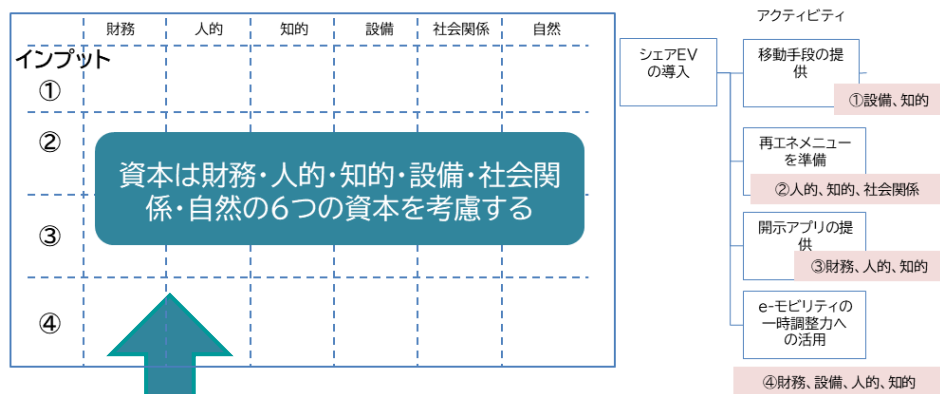 財務 人的 知的 設備 社会関係 自然
インプット
①
②
③
④
資本は財務・人的・知的・設備・社会関
係・自然の6つの資本を考慮する
アクティビティ
シェアEV
の導入
移動手段の提
供
①設備、知的
再エネメニュー
を準備
②人的、知的、社会関係
開示アプリの提
供
③財務、人的、知的
e-モビリティの
一時調整力へ
の活用
④財務、設備、人的、知的